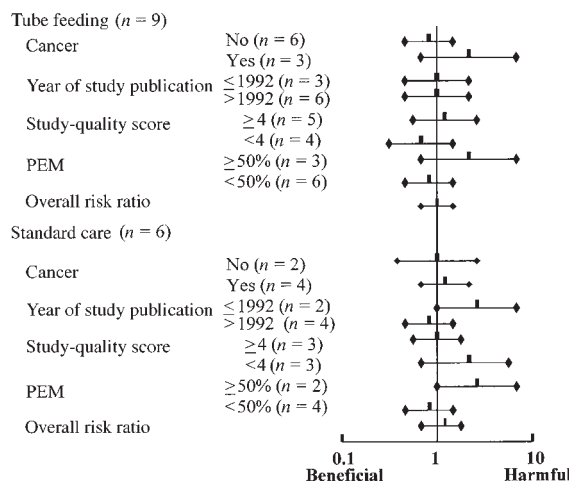 Tube feeding (n = 9)
Cancer No (n = 6)
Yes (n = 3)
Year of study publication ≤1992 (n = 3)
>1992 (n = 6)
Study-quality score ≥4 (n = 5)
<4 (n = 4)
PEM ≥50% (n = 3)
<50% (n = 6)
Overall risk ratio
Standard care (n = 6)
Cancer No (n = 2)
Yes (n = 4)
Year of study publication ≤1992 (n = 2)
>1992 (n = 4)
Study-quality score ≥4 (n = 3)
<4 (n = 3)
PEM ≥50% (n = 2)
<50% (n = 4)
Overall risk ratio
0.1 1 10
Beneficial Harmful